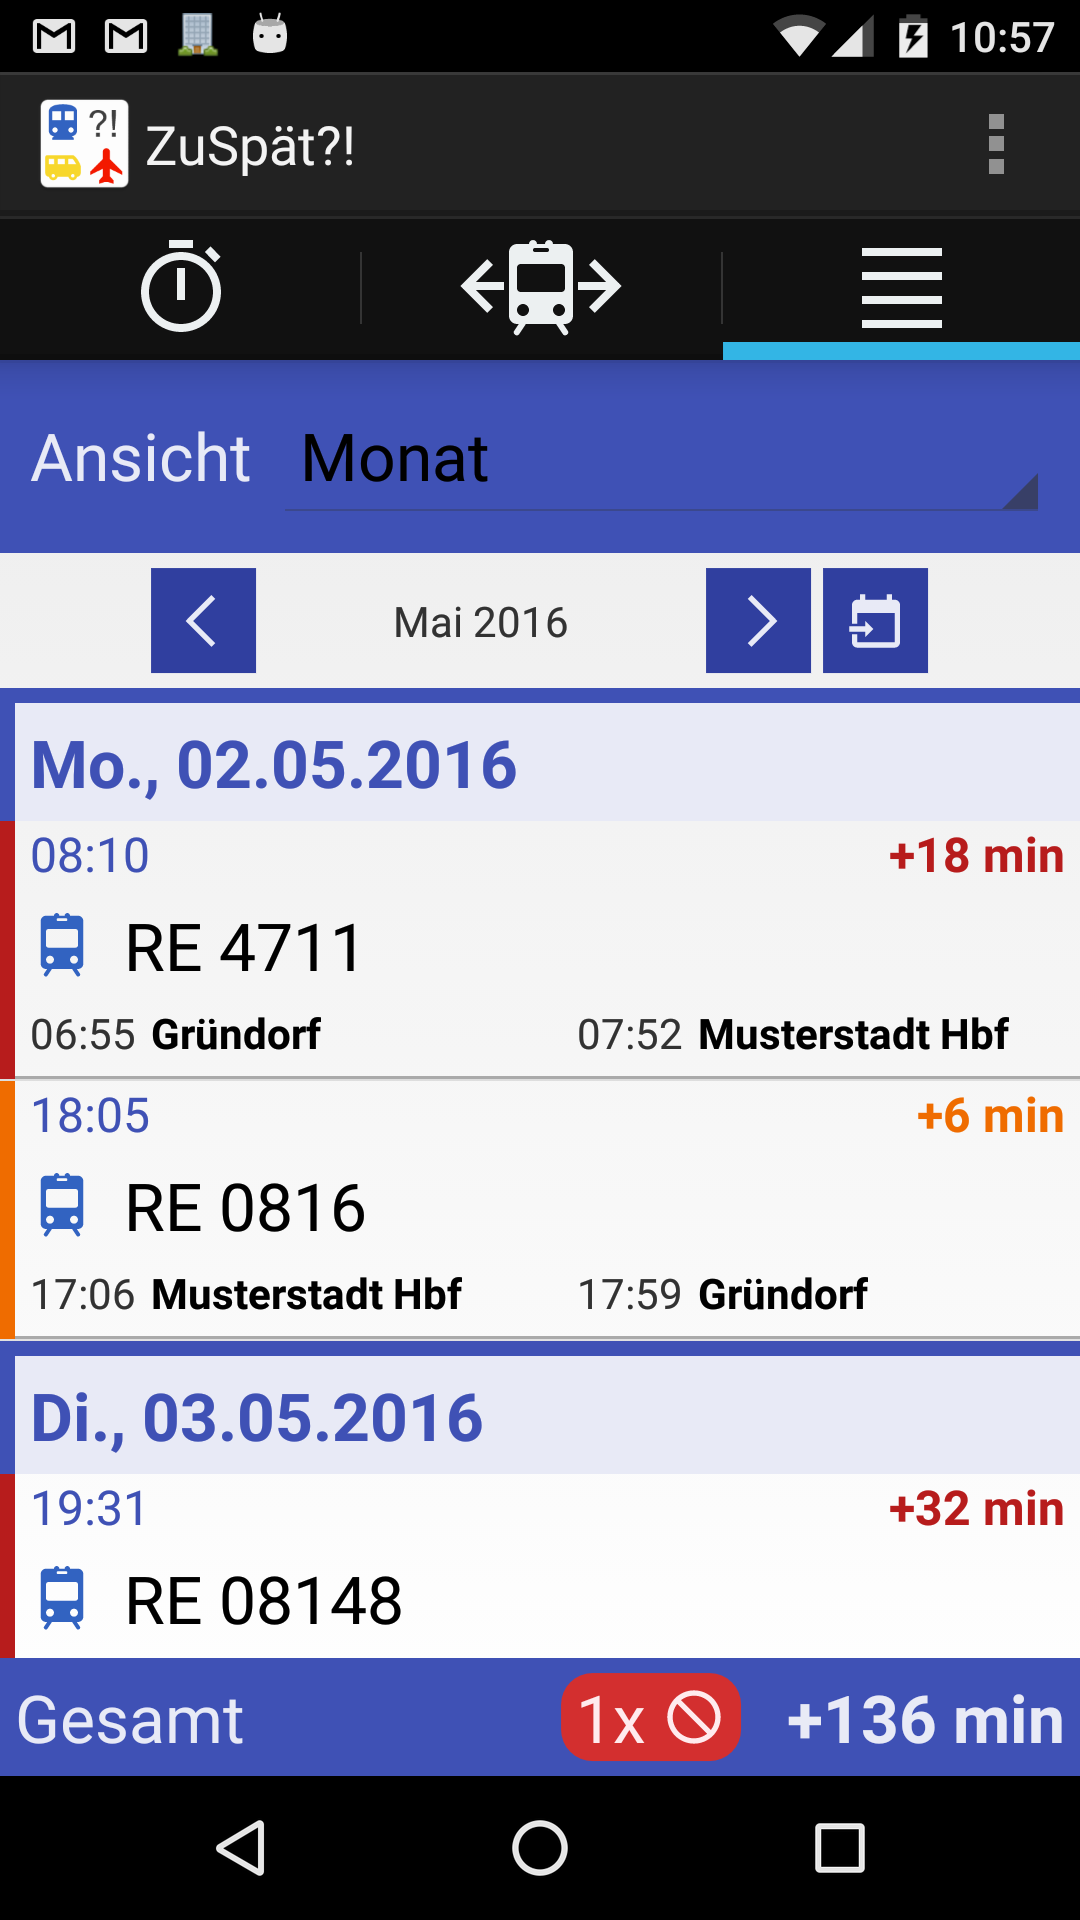 10:57
?! ZuSpät?!
Ansicht Monat
Mai 2016
Mo., 02.05.2016
08:10 +18 min
RE 4711
06:55 Gründorf 07:52 Musterstadt Hbf
18:05 +6 min
RE 0816
17:06 Musterstadt Hbf 17:59 Gründorf
Di., 03.05.2016
19:31 +32 min
RE 08148
Gesamt 1x +136 min